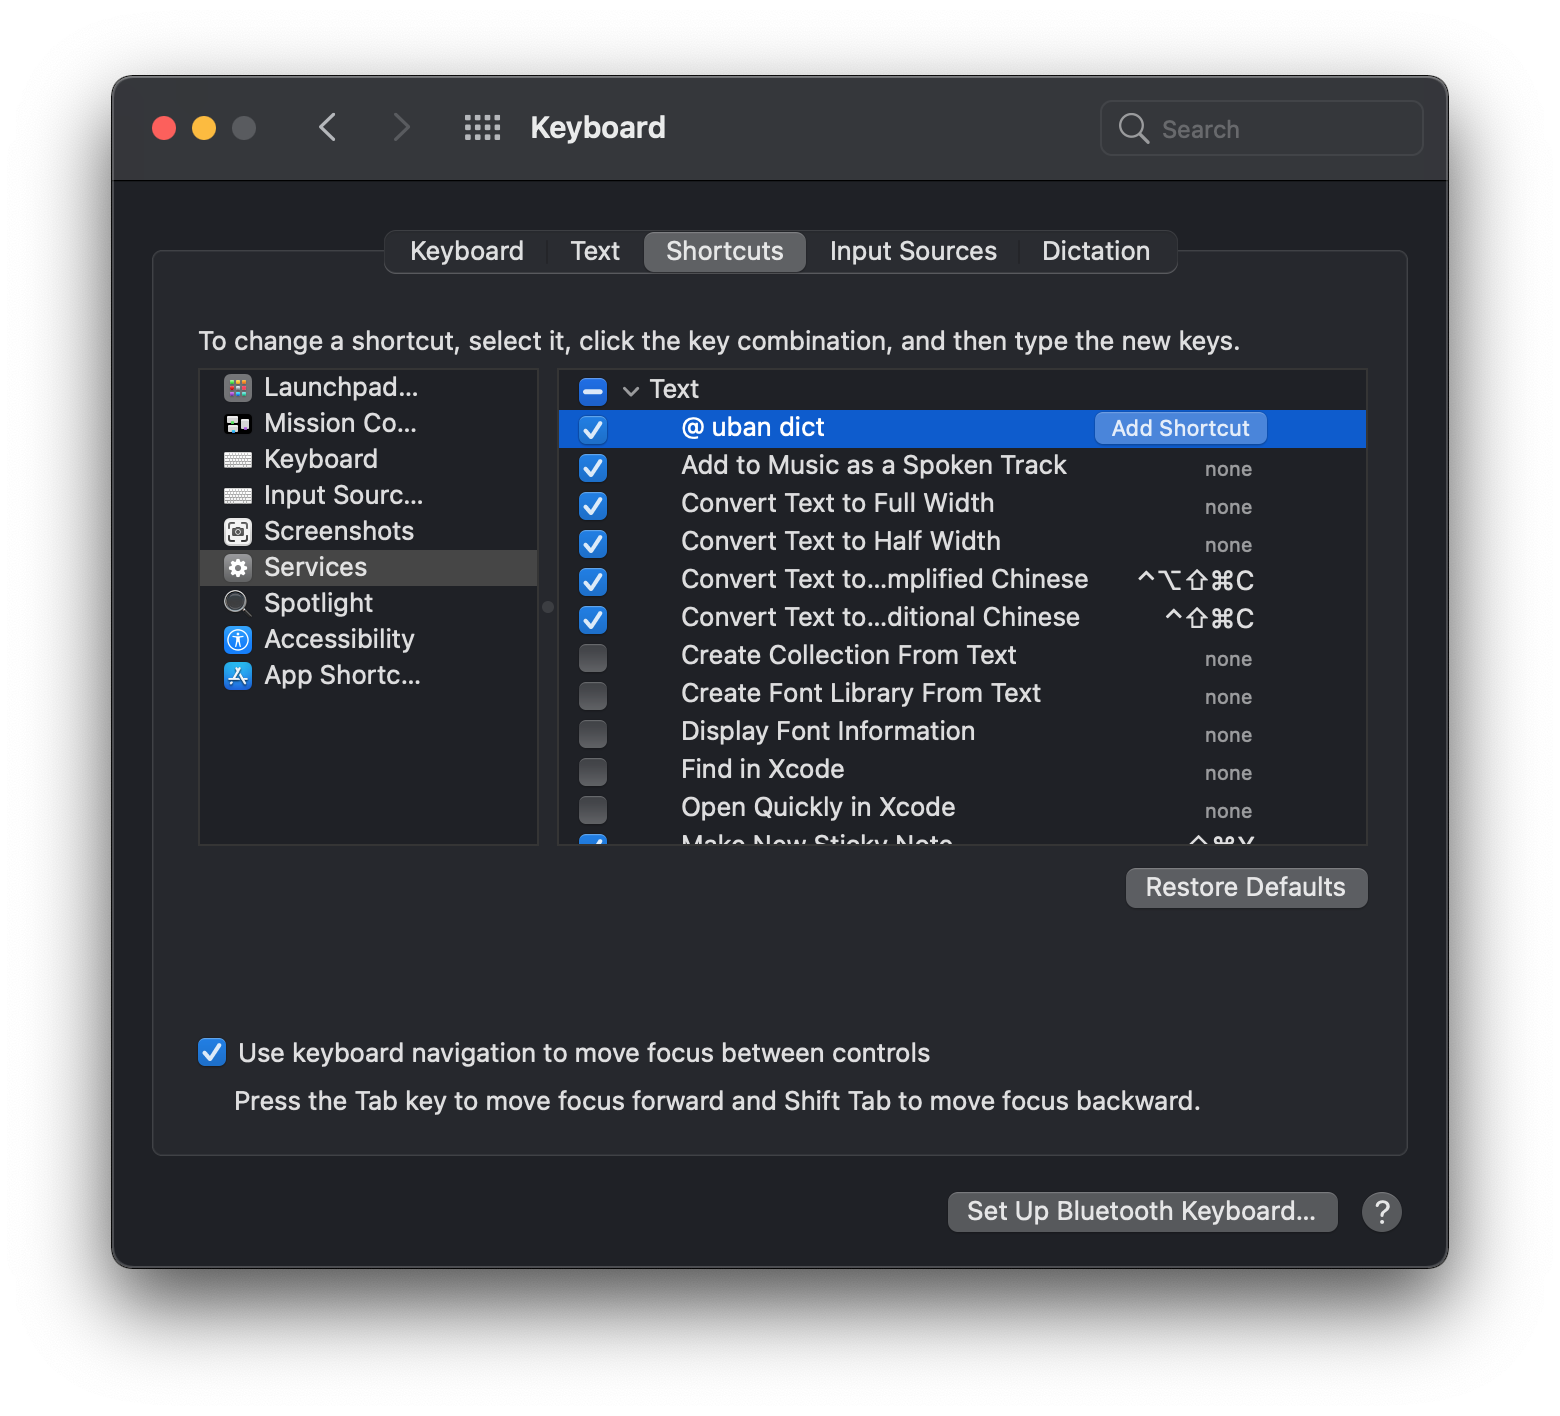 Keyboard
Search
Keyboard Text Shortcuts Input Sources Dictation
To change a shortcut, select it, click the key combination, and then type the new keys.
Launchpad...
Mission Co...
Keyboard
Input Sourc...
Screenshots
Services
Spotlight
Accessibility
App Shortc...
Text
@ uban dict Add Shortcut
Add to Music as a Spoken Track none
Convert Text to Full Width none
Convert Text to Half Width none
Convert Text to...mplified Chinese ^⌥⇧⌘C
Convert Text to...ditional Chinese ^⇧⌘C
Create Collection From Text none
Create Font Library From Text none
Display Font Information none
Find in Xcode none
Open Quickly in Xcode none
Make New Sticky Note ⇧⌘Y
Restore Defaults
Use keyboard navigation to move focus between controls
Press the Tab key to move focus forward and Shift Tab to move focus backward.
Set Up Bluetooth Keyboard... ?